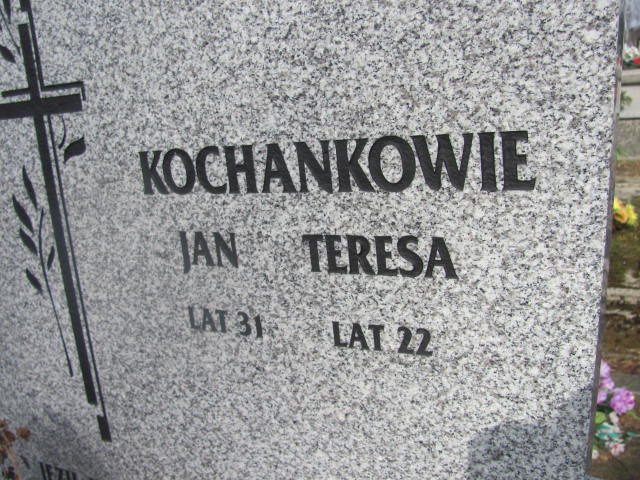 KOCHANKOWIE
JAN TERESA
LAT 31 LAT 22